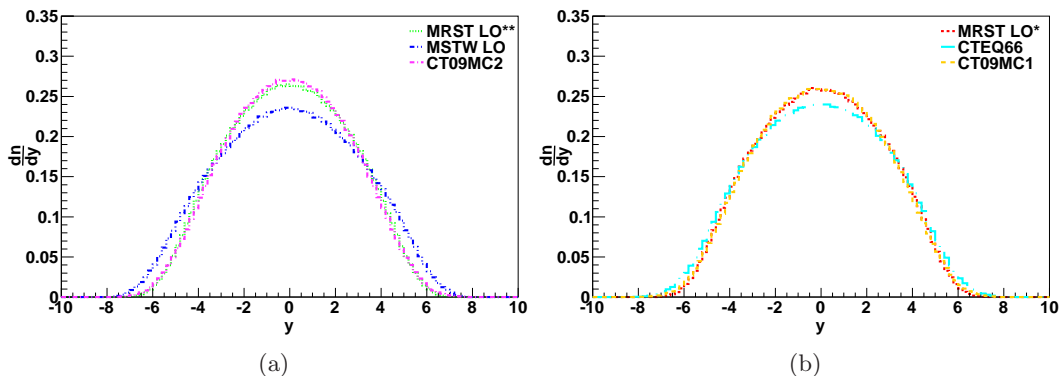 0.35
0.3
0.25
0.2
0.15
0.1
0.05
0
dn
dy
MRST LO**
MSTW LO
CT09MC2
-10 -8 -6 -4 -2 0 2 4 6 8 10
y
(a)
0.35
0.3
0.25
0.2
0.15
0.1
0.05
0
dn
dy
MRST LO*
CTEQ66
CT09MC1
-10 -8 -6 -4 -2 0 2 4 6 8 10
y
(b)